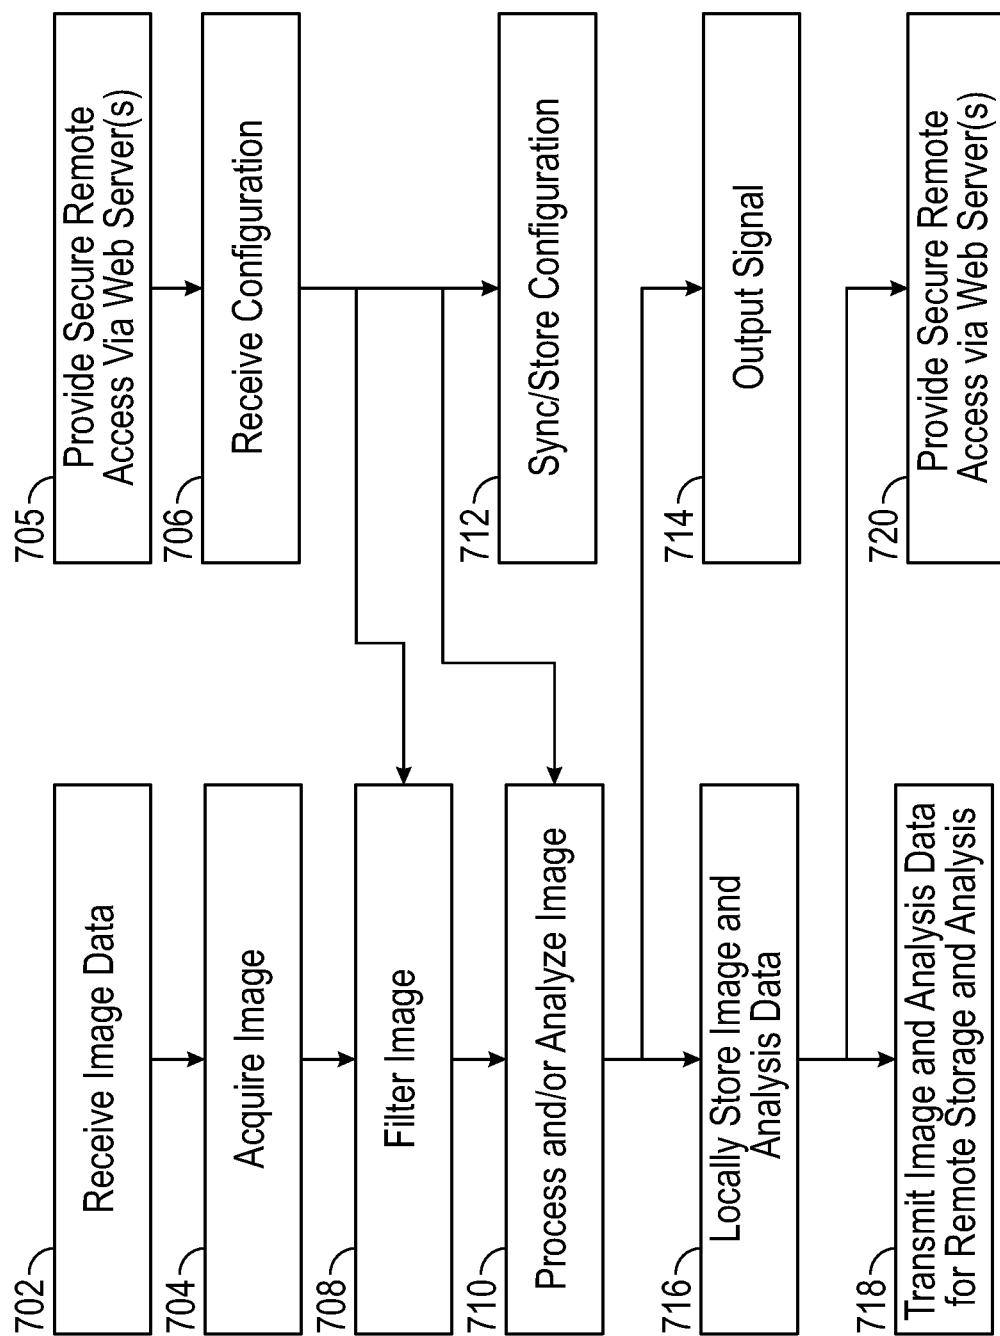 702
Receive Image Data
704
Acquire Image
708
Filter Image
710
Process and/or Analyze Image
716
Locally Store Image and
Analysis Data
718
Transmit Image and Analysis Data
for Remote Storage and Analysis
705
Provide Secure Remote
Access Via Web Server(s)
706
Receive Configuration
712
Sync/Store Configuration
714
Output Signal
720
Provide Secure Remote
Access via Web Server(s)